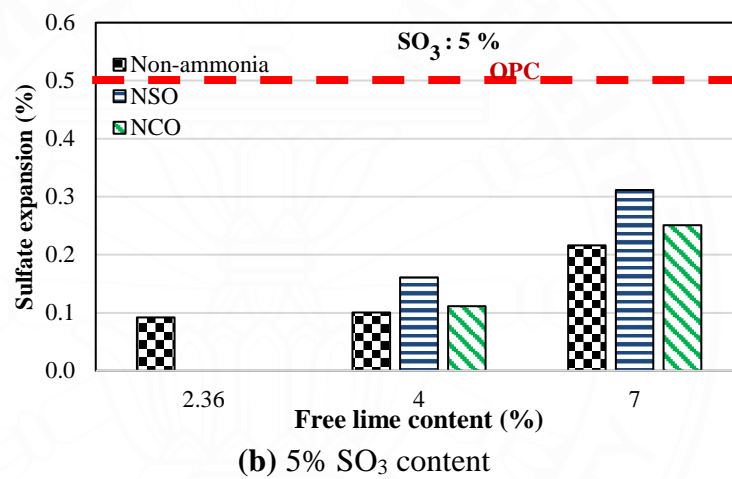 0.6
0.5
0.4
0.3
0.2
0.1
0.0
Sulfate expansion (%)
SO3 : 5 %
OPC
Non-ammonia
NSO
NCO
2.36
4
7
Free lime content (%)
(b) 5% SO3 content